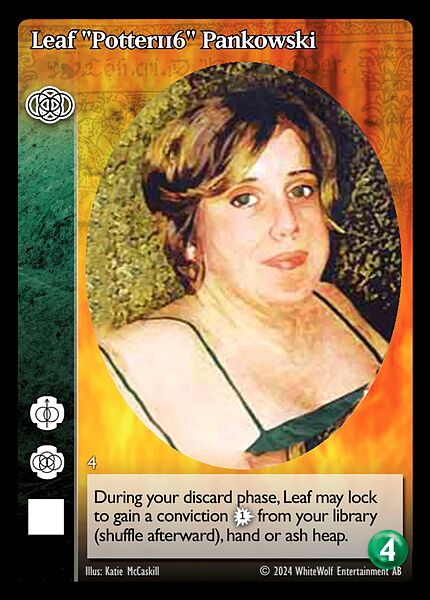 Leaf "Potter116" Pankowski
4
During your discard phase, Leaf may lock
to gain a conviction 1 from your library
(shuffle afterward), hand or ash heap.
4
Illus: Katie McCaskill © 2024 WhiteWolf Entertainment AB